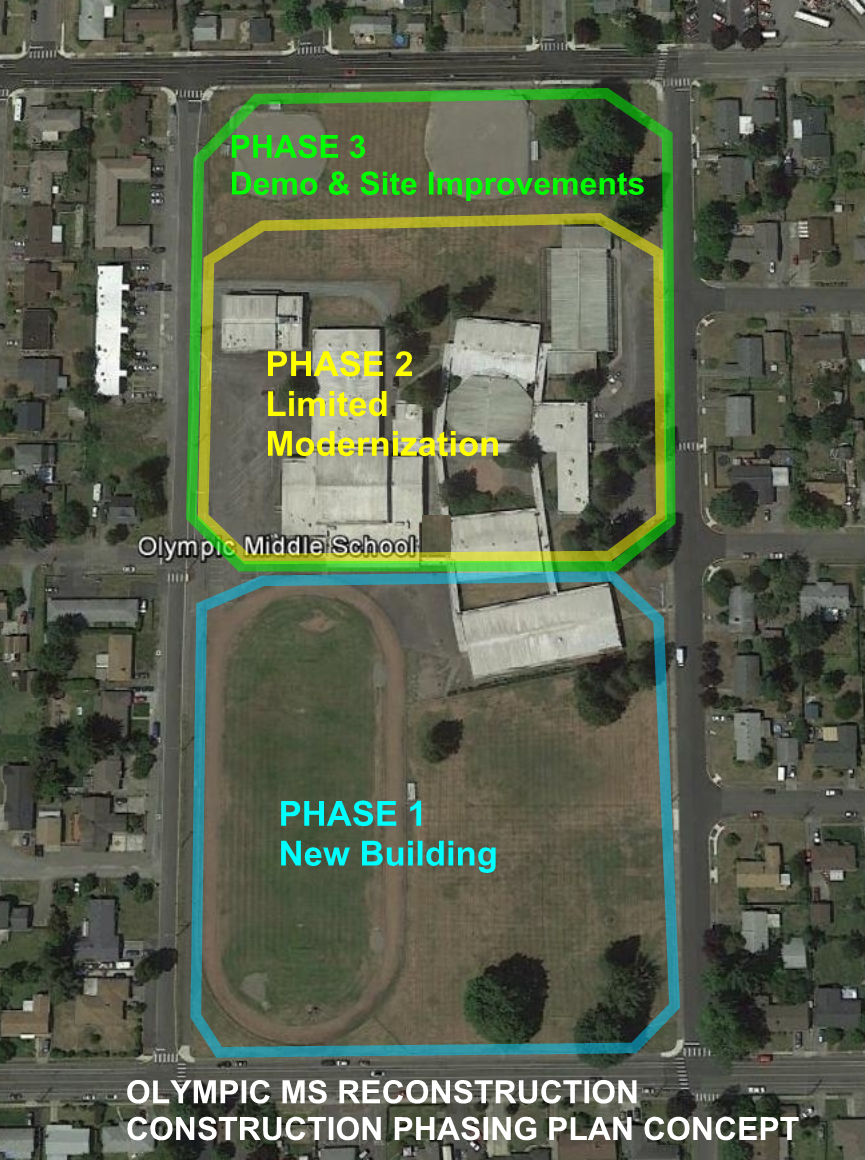 PHASE 3
Demo & Site Improvements
PHASE 2
Limited
Modernization
Olympic Middle School
PHASE 1
New Building
OLYMPIC MS RECONSTRUCTION
CONSTRUCTION PHASING PLAN CONCEPT